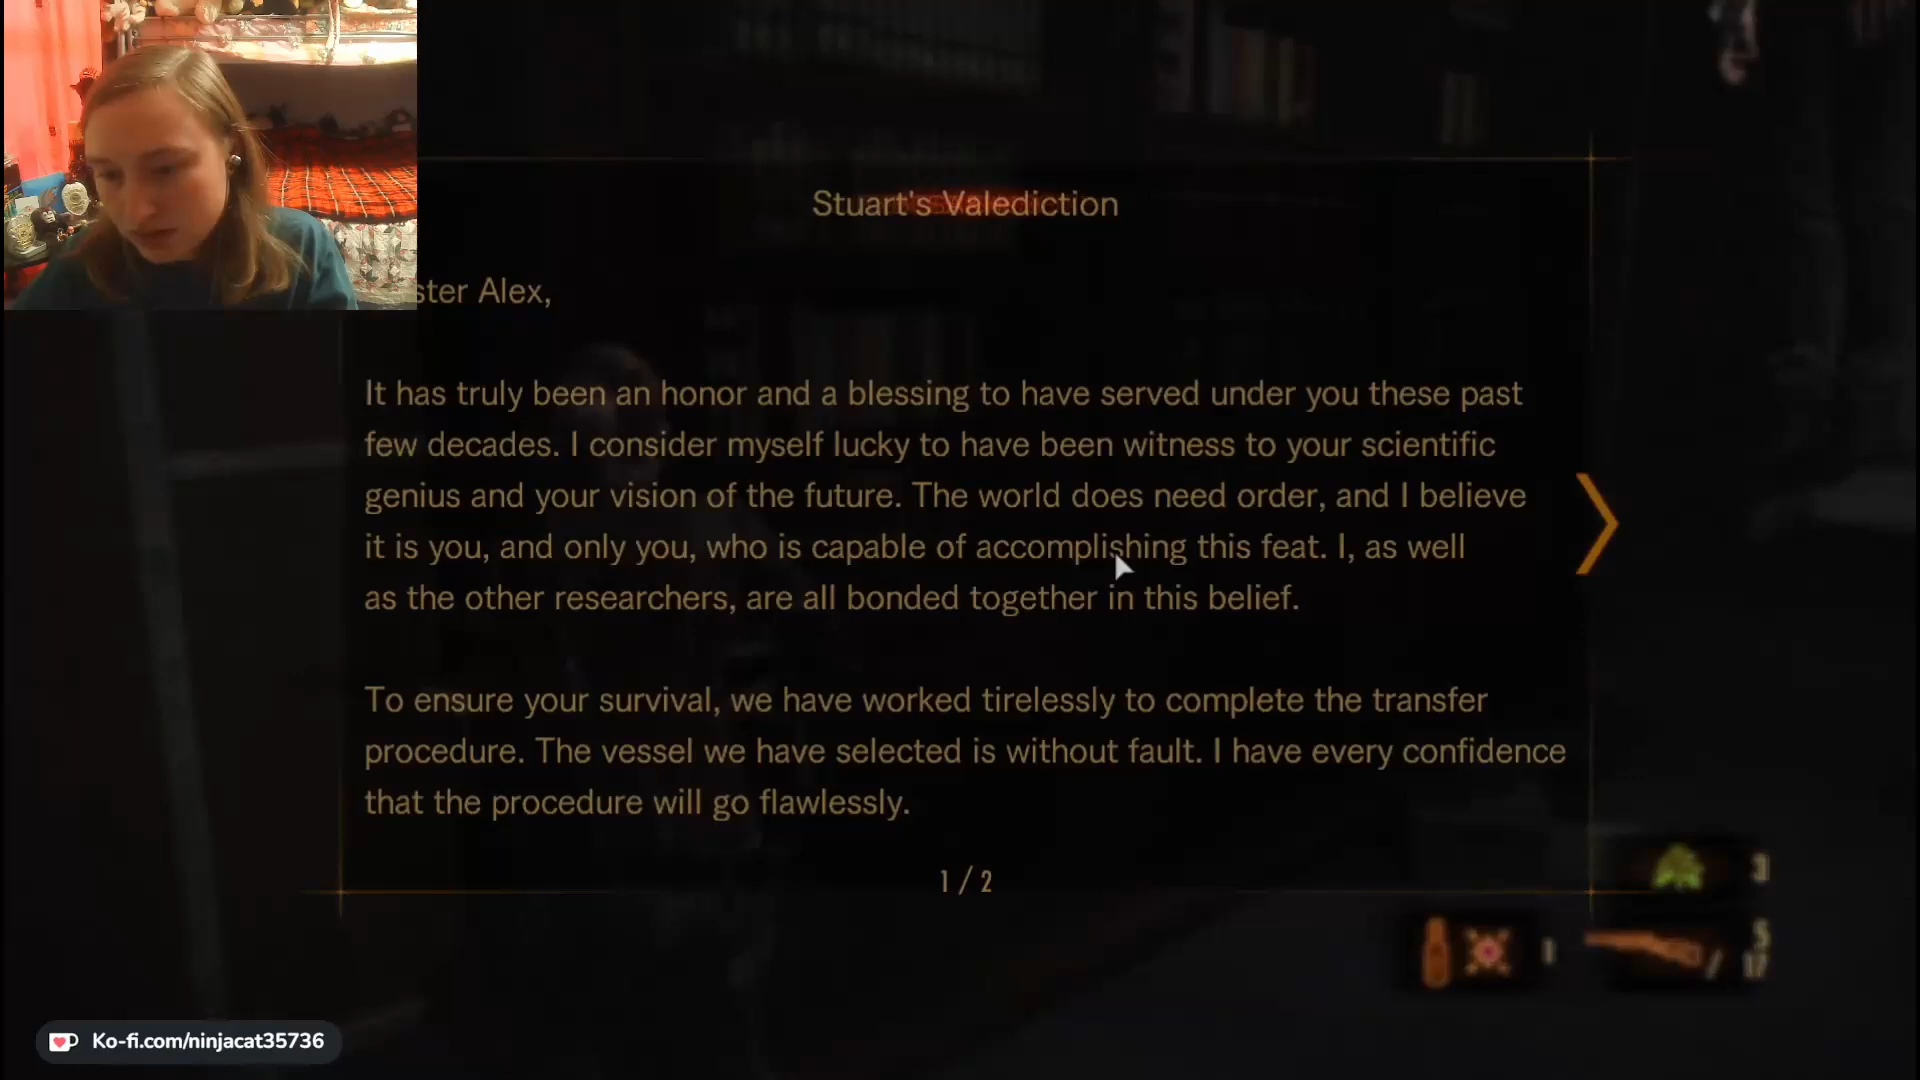 Stuart's Valediction
ster Alex,
It has truly been an honor and a blessing to have served under you these past
few decades. I consider myself lucky to have been witness to your scientific
genius and your vision of the future. The world does need order, and I believe
it is you, and only you, who is capable of accomplishing this feat. I, as well
as the other researchers, are all bonded together in this belief.
To ensure your survival, we have worked tirelessly to complete the transfer
procedure. The vessel we have selected is without fault. I have every confidence
that the procedure will go flawlessly.
1 / 2
3
1
5
/ 17
Ko-fi.com/ninjacat35736